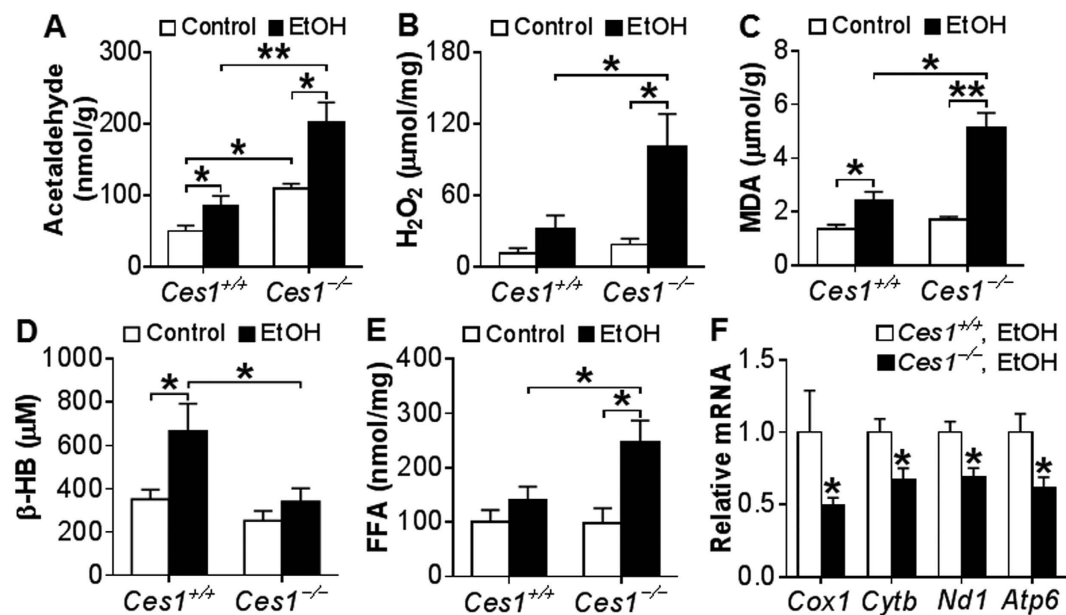 A
Control EtOH
Acetaldehyde
(nmol/g)
300
200
100
0
**
*
*
*
Ces1+/+ Ces1−/−
B
Control EtOH
H2O2 (μmol/mg)
180
120
60
0
*
*
Ces1+/+ Ces1−/−
C
Control EtOH
MDA (μmol/g)
8
6
4
2
0
*
**
*
Ces1+/+ Ces1−/−
D
Control EtOH
β-HB (μM)
1000
800
600
400
200
0
*
*
Ces1+/+ Ces1−/−
E
Control EtOH
FFA (nmol/mg)
400
300
200
100
0
*
*
Ces1+/+ Ces1−/−
F
Ces1+/+, EtOH
Ces1−/−, EtOH
Relative mRNA
1.5
1.0
0.5
0.0
* * * *
Cox1 Cytb Nd1 Atp6